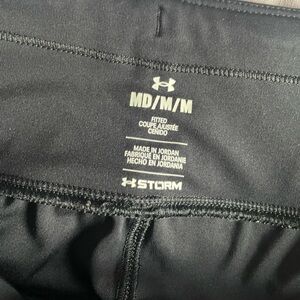 MD/M/M
FITTED
COUPE AJUSTÉE
CEÑIDO
MADE IN JORDAN
FABRIQUÉ EN JORDANIE
HECHO EN JORDANIA
STORM